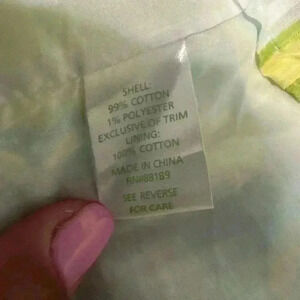 SHELL:
99% COTTON
1% POLYESTER
EXCLUSIVE OF TRIM
LINING:
100% COTTON
MADE IN CHINA
RN#88189
SEE REVERSE
FOR CARE